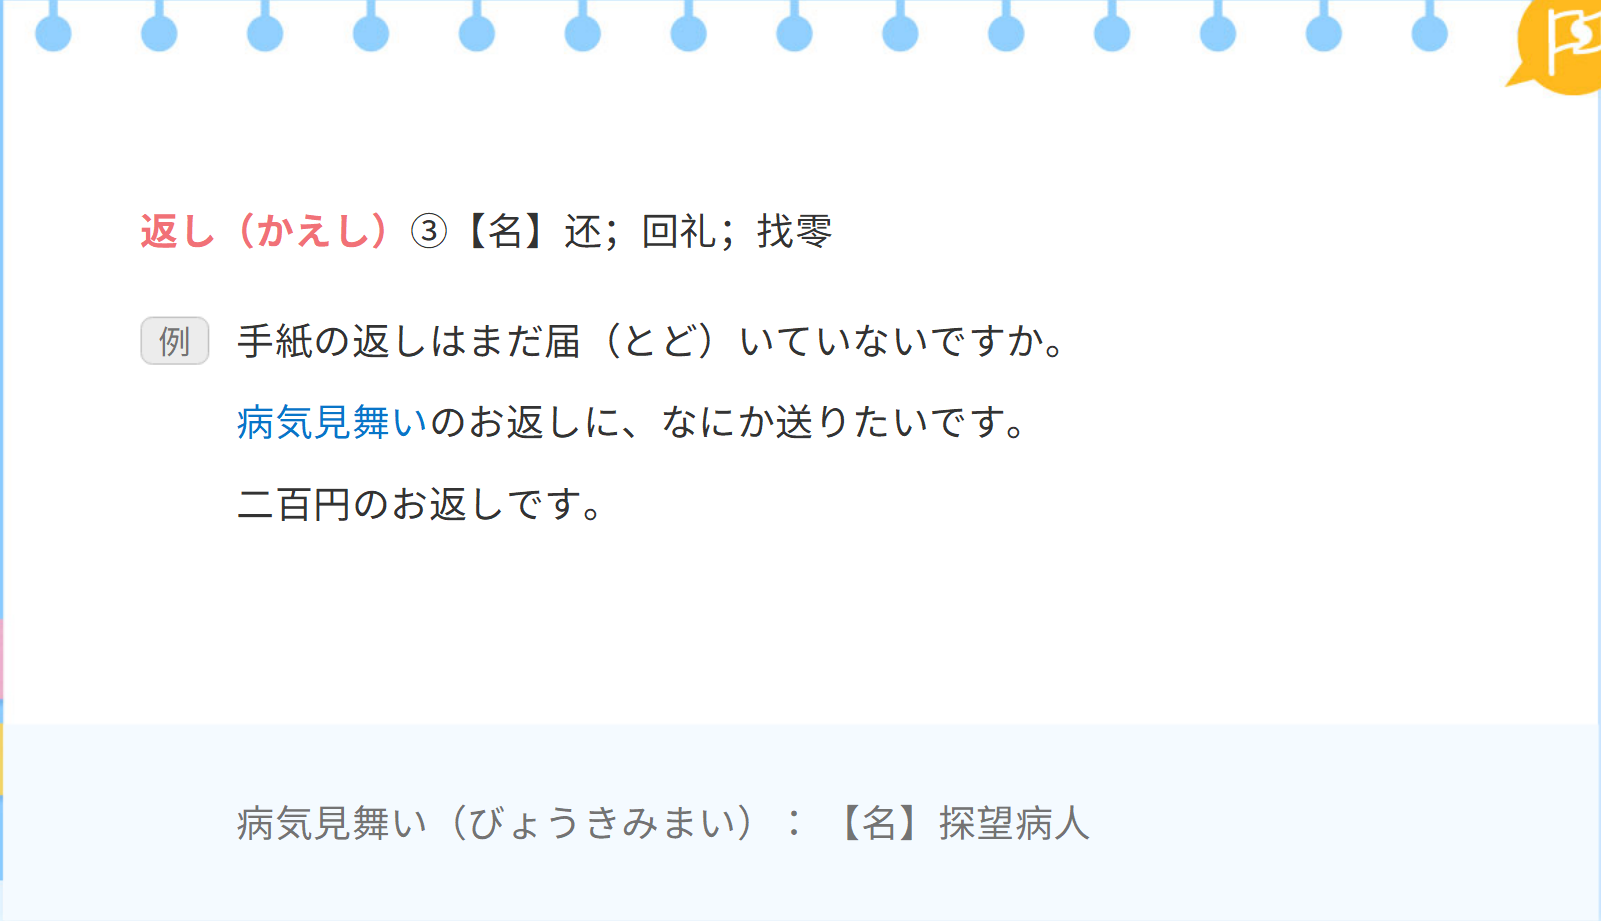 返し（かえし）③【名】还；回礼；找零
例 手紙の返しはまだ届（とど）いていないですか。
病気見舞いのお返しに、なにか送りたいです。
二百円のお返しです。
病気見舞い（びょうきみまい）：【名】探望病人